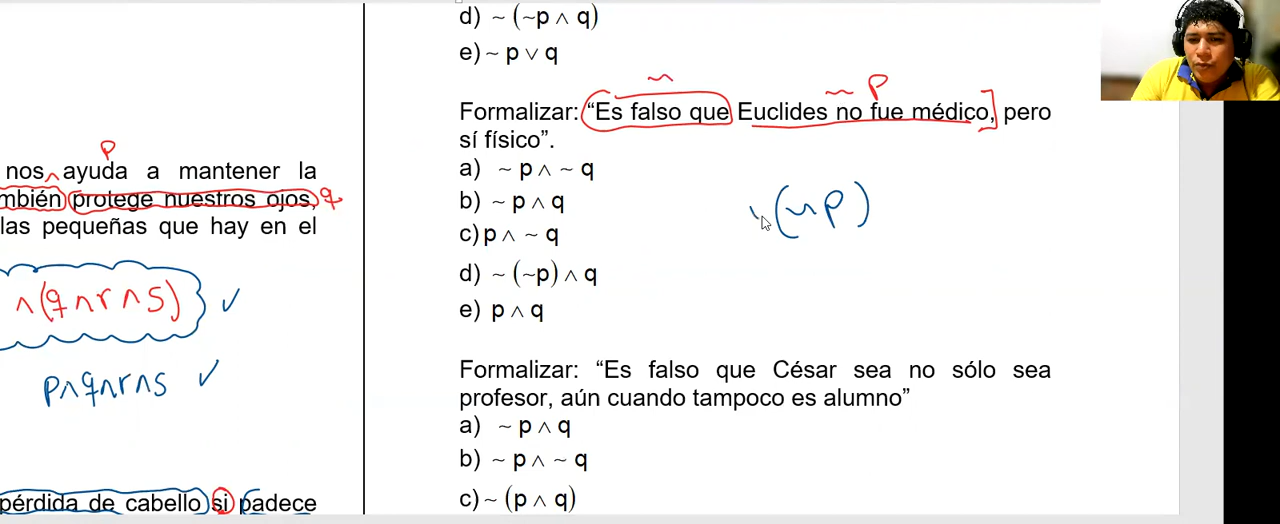 p
nos ∧ ayuda a mantener la
mbién protege nuestros ojos, q
las pequeñas que hay en el
∧(q∧r∧s) ✓
p∧q∧r∧s ✓
pérdida de cabello si padece
d) ~ (~p ∧ q)
e) ~ p ∨ q
~ ~ p
Formalizar: “Es falso que Euclides no fue médico,] pero
sí físico”.
a) ~ p ∧ ~ q
b) ~ p ∧ q
c) p ∧ ~ q
d) ~ (~p) ∧ q
e) p ∧ q
(~p)
Formalizar: “Es falso que César sea no sólo sea
profesor, aún cuando tampoco es alumno”
a) ~ p ∧ q
b) ~ p ∧ ~ q
c) ~ (p ∧ q)